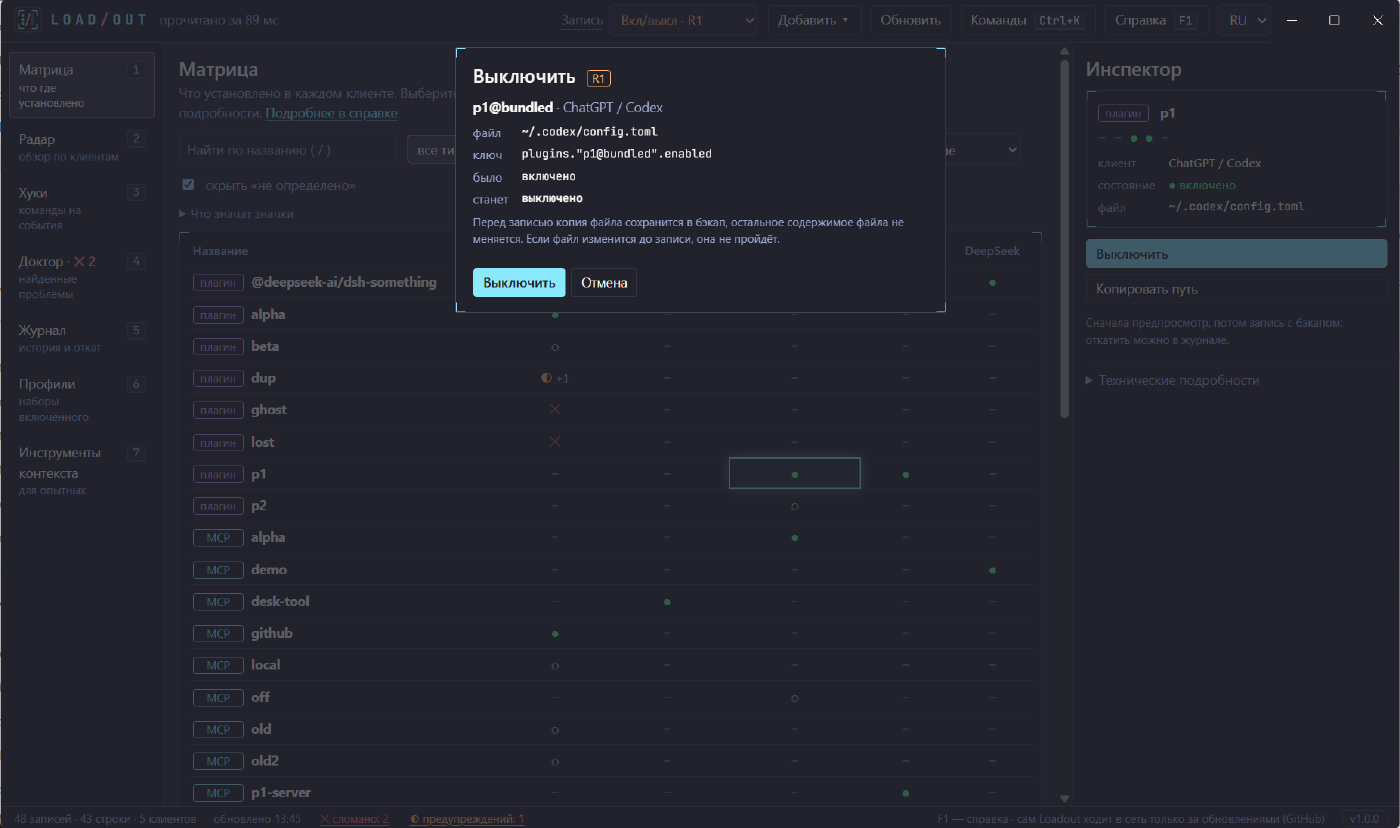 LOAD/OUT прочитано за 89 мс Запись Вкл/выкл · R1 Добавить ▾ Обновить Команды Ctrl+K Справка F1 RU
Матрица 1
что где
установлено
Радар 2
обзор по клиентам
Хуки 3
команды на
события
Доктор · ✕ 2 4
найденные
проблемы
Журнал 5
история и откат
Профили 6
наборы
включённого
Инструменты 7
контекста
для опытных
Матрица
Что установлено в каждом клиенте. Выберите
подробности. Подробнее в справке
Найти по названию ( / ) все ти
скрыть «не определено»
▶ Что значат значки
Название DeepSeek
плагин @deepseek-ai/dsh-something ●
плагин alpha ● – – – –
плагин beta ○ – – – –
плагин dup ◐ +1 – – – –
плагин ghost ✕ – – – –
плагин lost ✕ – – – –
плагин p1 – – ● ● –
плагин p2 – – ○ – –
MCP alpha – – ● – –
MCP demo – – – – ●
MCP desk-tool – ● – – –
MCP github ● – – – –
MCP local ○ – – – –
MCP off – – ○ – –
MCP old ○ – – – –
MCP old2 ○ – – – –
MCP p1-server – – – ● –
Выключить R1
p1@bundled · ChatGPT / Codex
файл ~/.codex/config.toml
ключ plugins."p1@bundled".enabled
было включено
станет выключено
Перед записью копия файла сохранится в бэкап, остальное содержимое файла не
меняется. Если файл изменится до записи, она не пройдёт.
Выключить Отмена
Инспектор
плагин p1
– – ● ● –
клиент ChatGPT / Codex
состояние ● включено
файл ~/.codex/config.toml
Выключить
Копировать путь
Сначала предпросмотр, потом запись с бэкапом;
откатить можно в журнале.
▶ Технические подробности
48 записей · 43 строки · 5 клиентов обновлено 13:45 ✕ сломано: 2 ◐ предупреждений: 1 F1 — справка · сам Loadout ходит в сеть только за обновлениями (GitHub) v1.0.0